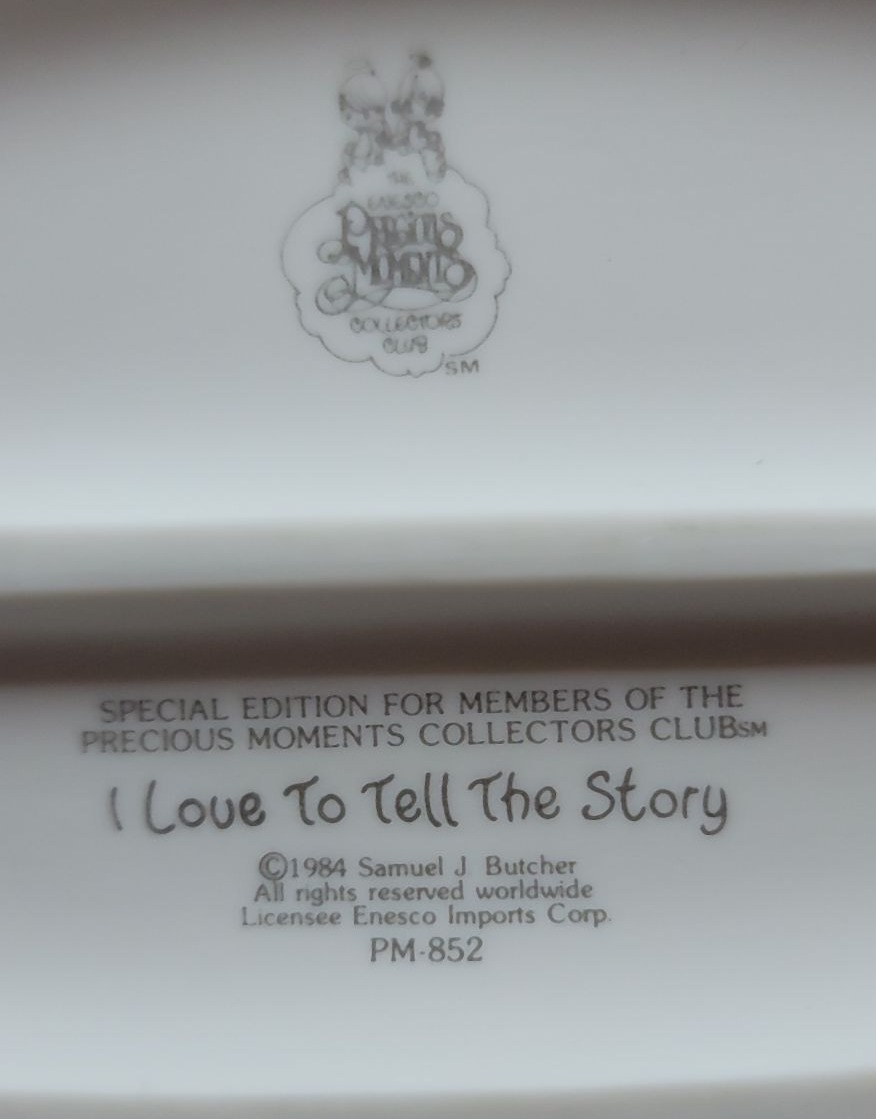 THE
ENESCO
PRECIOUS
MOMENTS
COLLECTORS
CLUB
SM
SPECIAL EDITION FOR MEMBERS OF THE
PRECIOUS MOMENTS COLLECTORS CLUBSM
I Love To Tell The Story
©1984 Samuel J Butcher
All rights reserved worldwide
Licensee Enesco Imports Corp.
PM-852